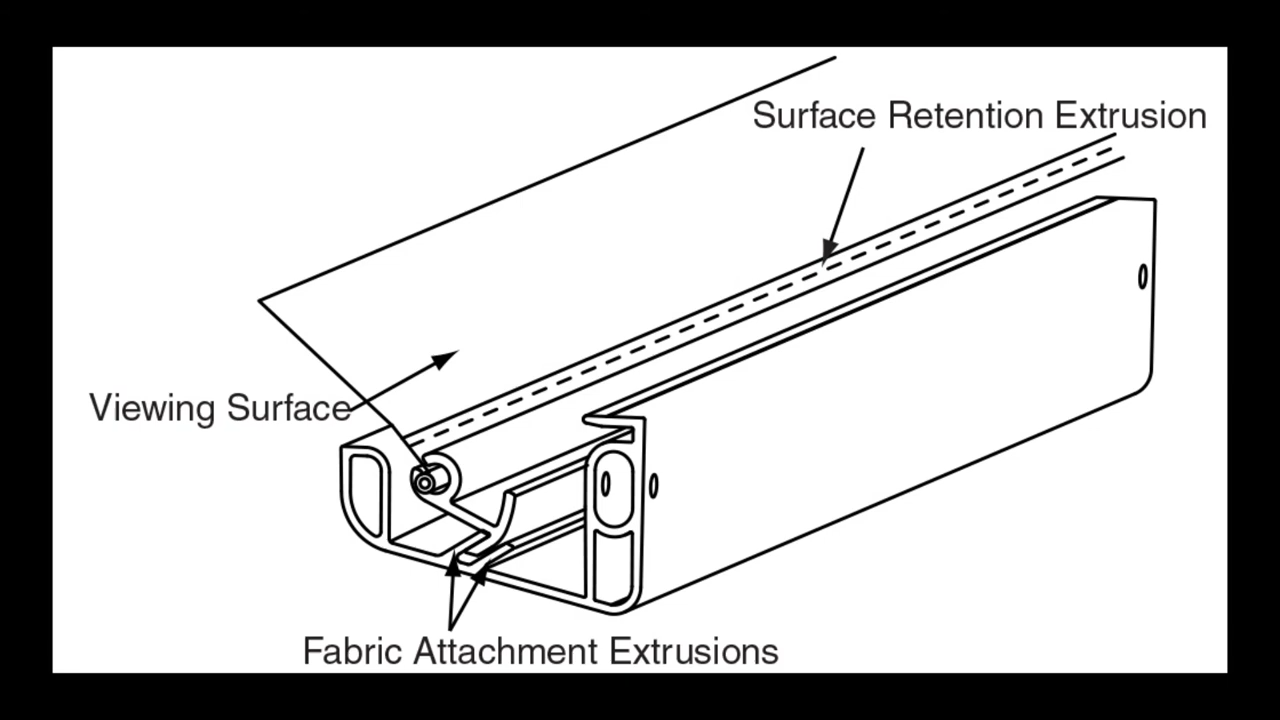 Surface Retention Extrusion
Viewing Surface
Fabric Attachment Extrusions